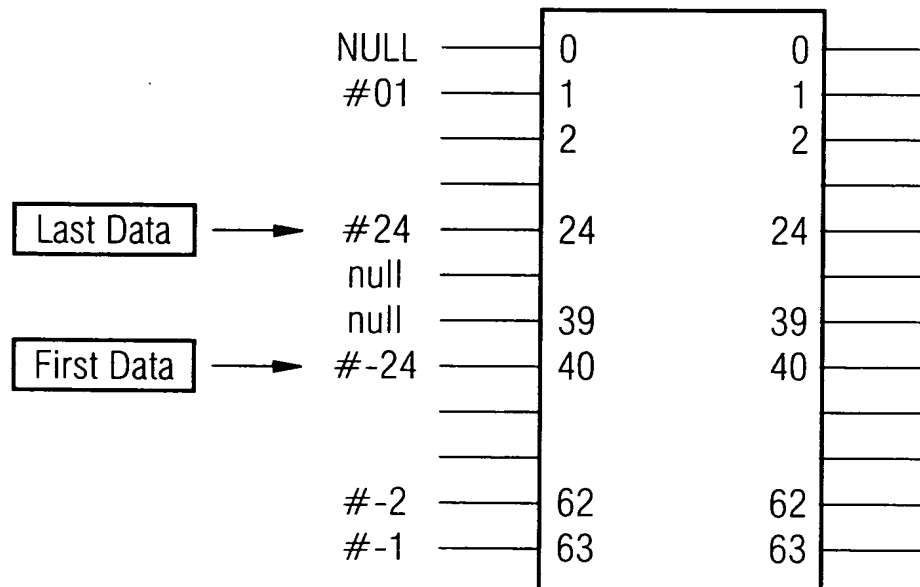 NULL 0 0
#01 1 1
2 2
Last Data #24 24 24
null
null 39 39
First Data #-24 40 40
#-2 62 62
#-1 63 63